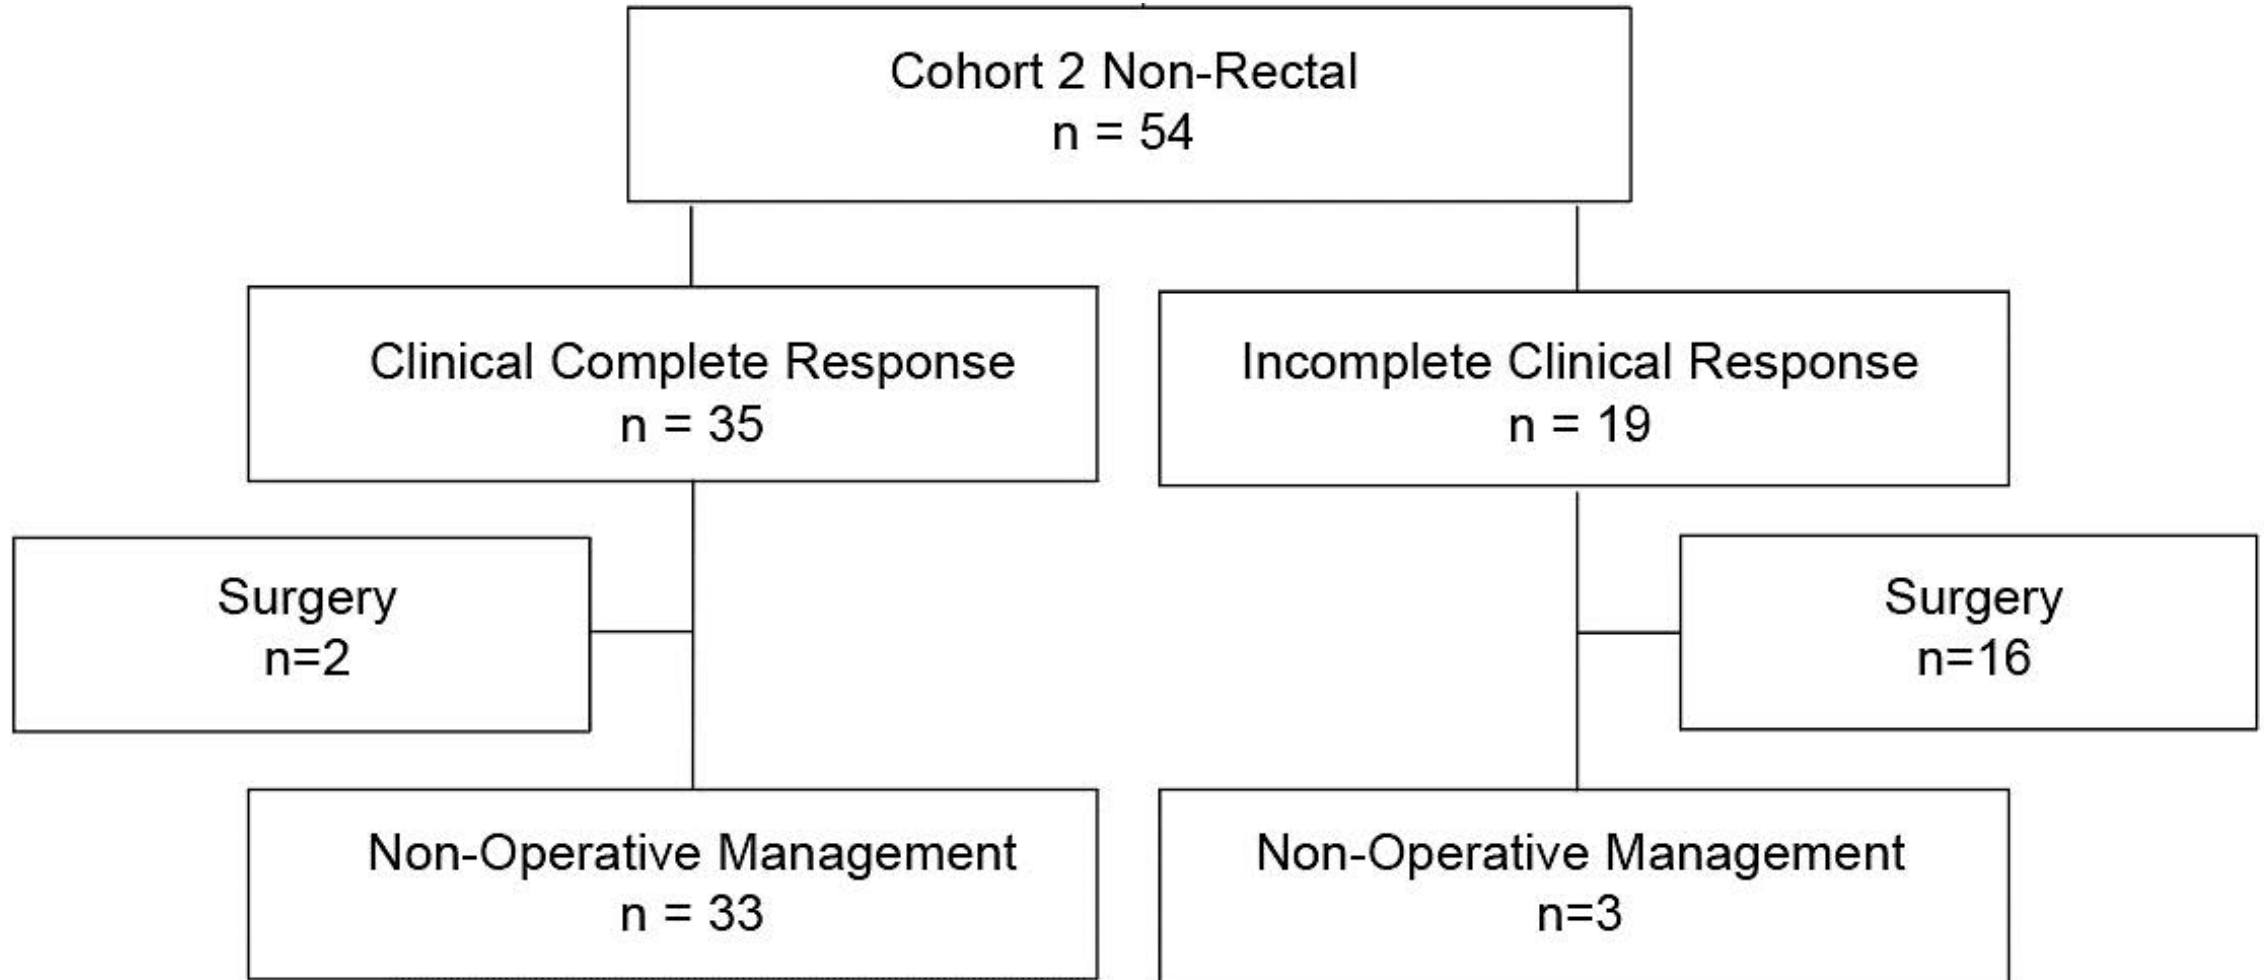 Cohort 2 Non-Rectal
n = 54
Clinical Complete Response
n = 35
Incomplete Clinical Response
n = 19
Surgery
n=2
Surgery
n=16
Non-Operative Management
n = 33
Non-Operative Management
n=3